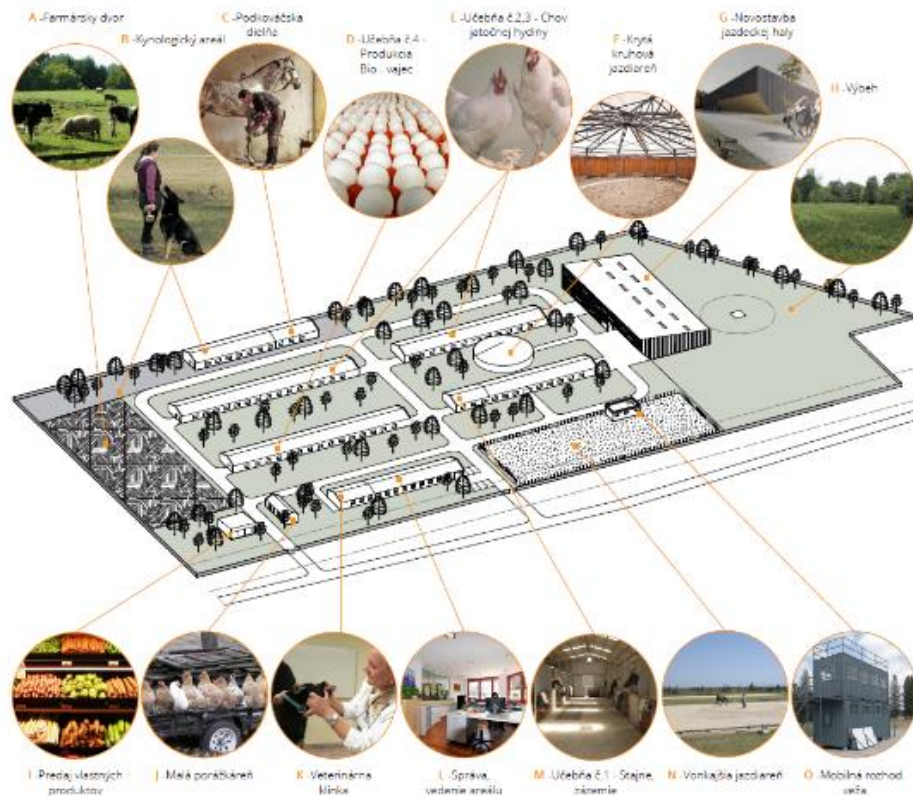 A -Farmársky dvor
B -Kynologický areál
C -Podkováčska
dielňa
D -Učebňa č.4 -
Produkcia
Bio - vajec
E -Učebňa č.2,3 - Chov
jatočnej hydiny
F -Krytá
kruhová
jazdiareň
G -Novostavba
jazdeckej haly
H -Výbeh
I -Predaj vlastných
produktov
J -Malá porážkáreň
K -Veterinárna
klinka
L -Správa,
vedenie areálu
M -Učebňa č.1 - Stajne,
zázemie
N -Vonkajšia jazdiareň
O -Mobilná rozhod.
veža